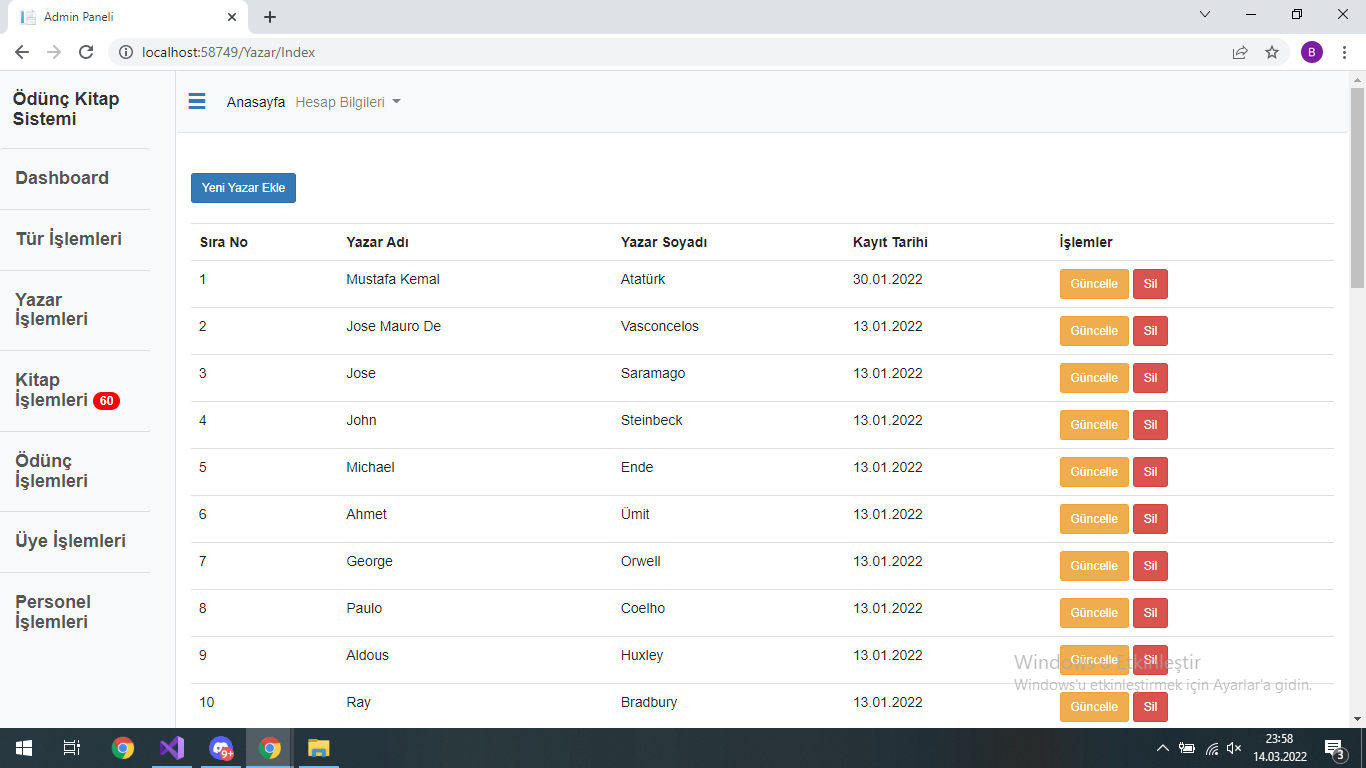 Admin Paneli
localhost:58749/Yazar/Index
B
Ödünç Kitap
Sistemi
Dashboard
Tür İşlemleri
Yazar
İşlemleri
Kitap
İşlemleri 60
Ödünç
İşlemleri
Üye İşlemleri
Personel
İşlemleri
Anasayfa Hesap Bilgileri
Yeni Yazar Ekle
Sıra No Yazar Adı Yazar Soyadı Kayıt Tarihi İşlemler
1 Mustafa Kemal Atatürk 30.01.2022 Güncelle Sil
2 Jose Mauro De Vasconcelos 13.01.2022 Güncelle Sil
3 Jose Saramago 13.01.2022 Güncelle Sil
4 John Steinbeck 13.01.2022 Güncelle Sil
5 Michael Ende 13.01.2022 Güncelle Sil
6 Ahmet Ümit 13.01.2022 Güncelle Sil
7 George Orwell 13.01.2022 Güncelle Sil
8 Paulo Coelho 13.01.2022 Güncelle Sil
9 Aldous Huxley 13.01.2022 Güncelle Sil
10 Ray Bradbury 13.01.2022 Güncelle Sil
Windows'u Etkinleştir
Windows'u etkinleştirmek için Ayarlar'a gidin.
9+
23:58
14.03.2022
3